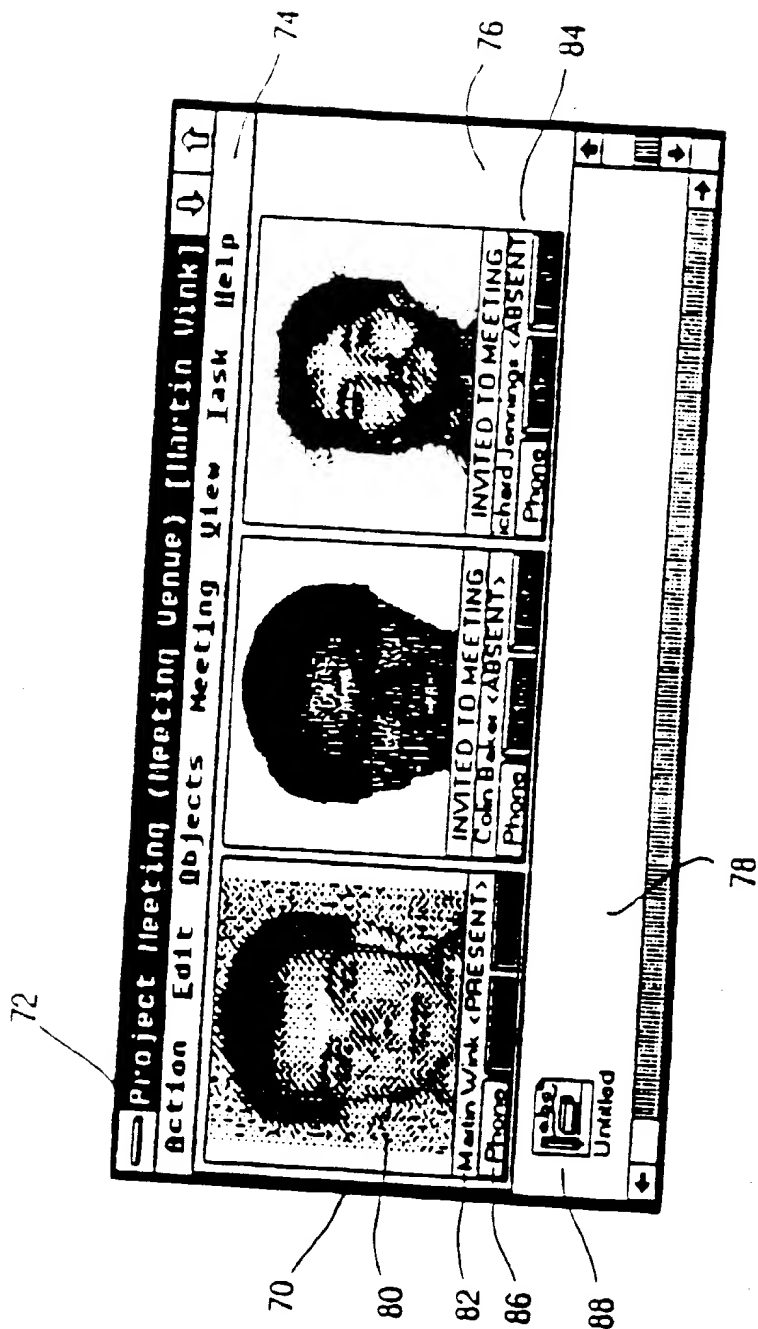 72
Project Meeting (Meeting Venue) [Martin Wink]
Action Edit Objects Meeting View Task Help
74
70
76
80
INVITED TO MEETING
INVITED TO MEETING
82
Martin Wink <PRESENT>
Colin Baker <ABSENT>
ichard Jennings <ABSENT
84
86
Phone
Phone
Phone
88
Untitled
78